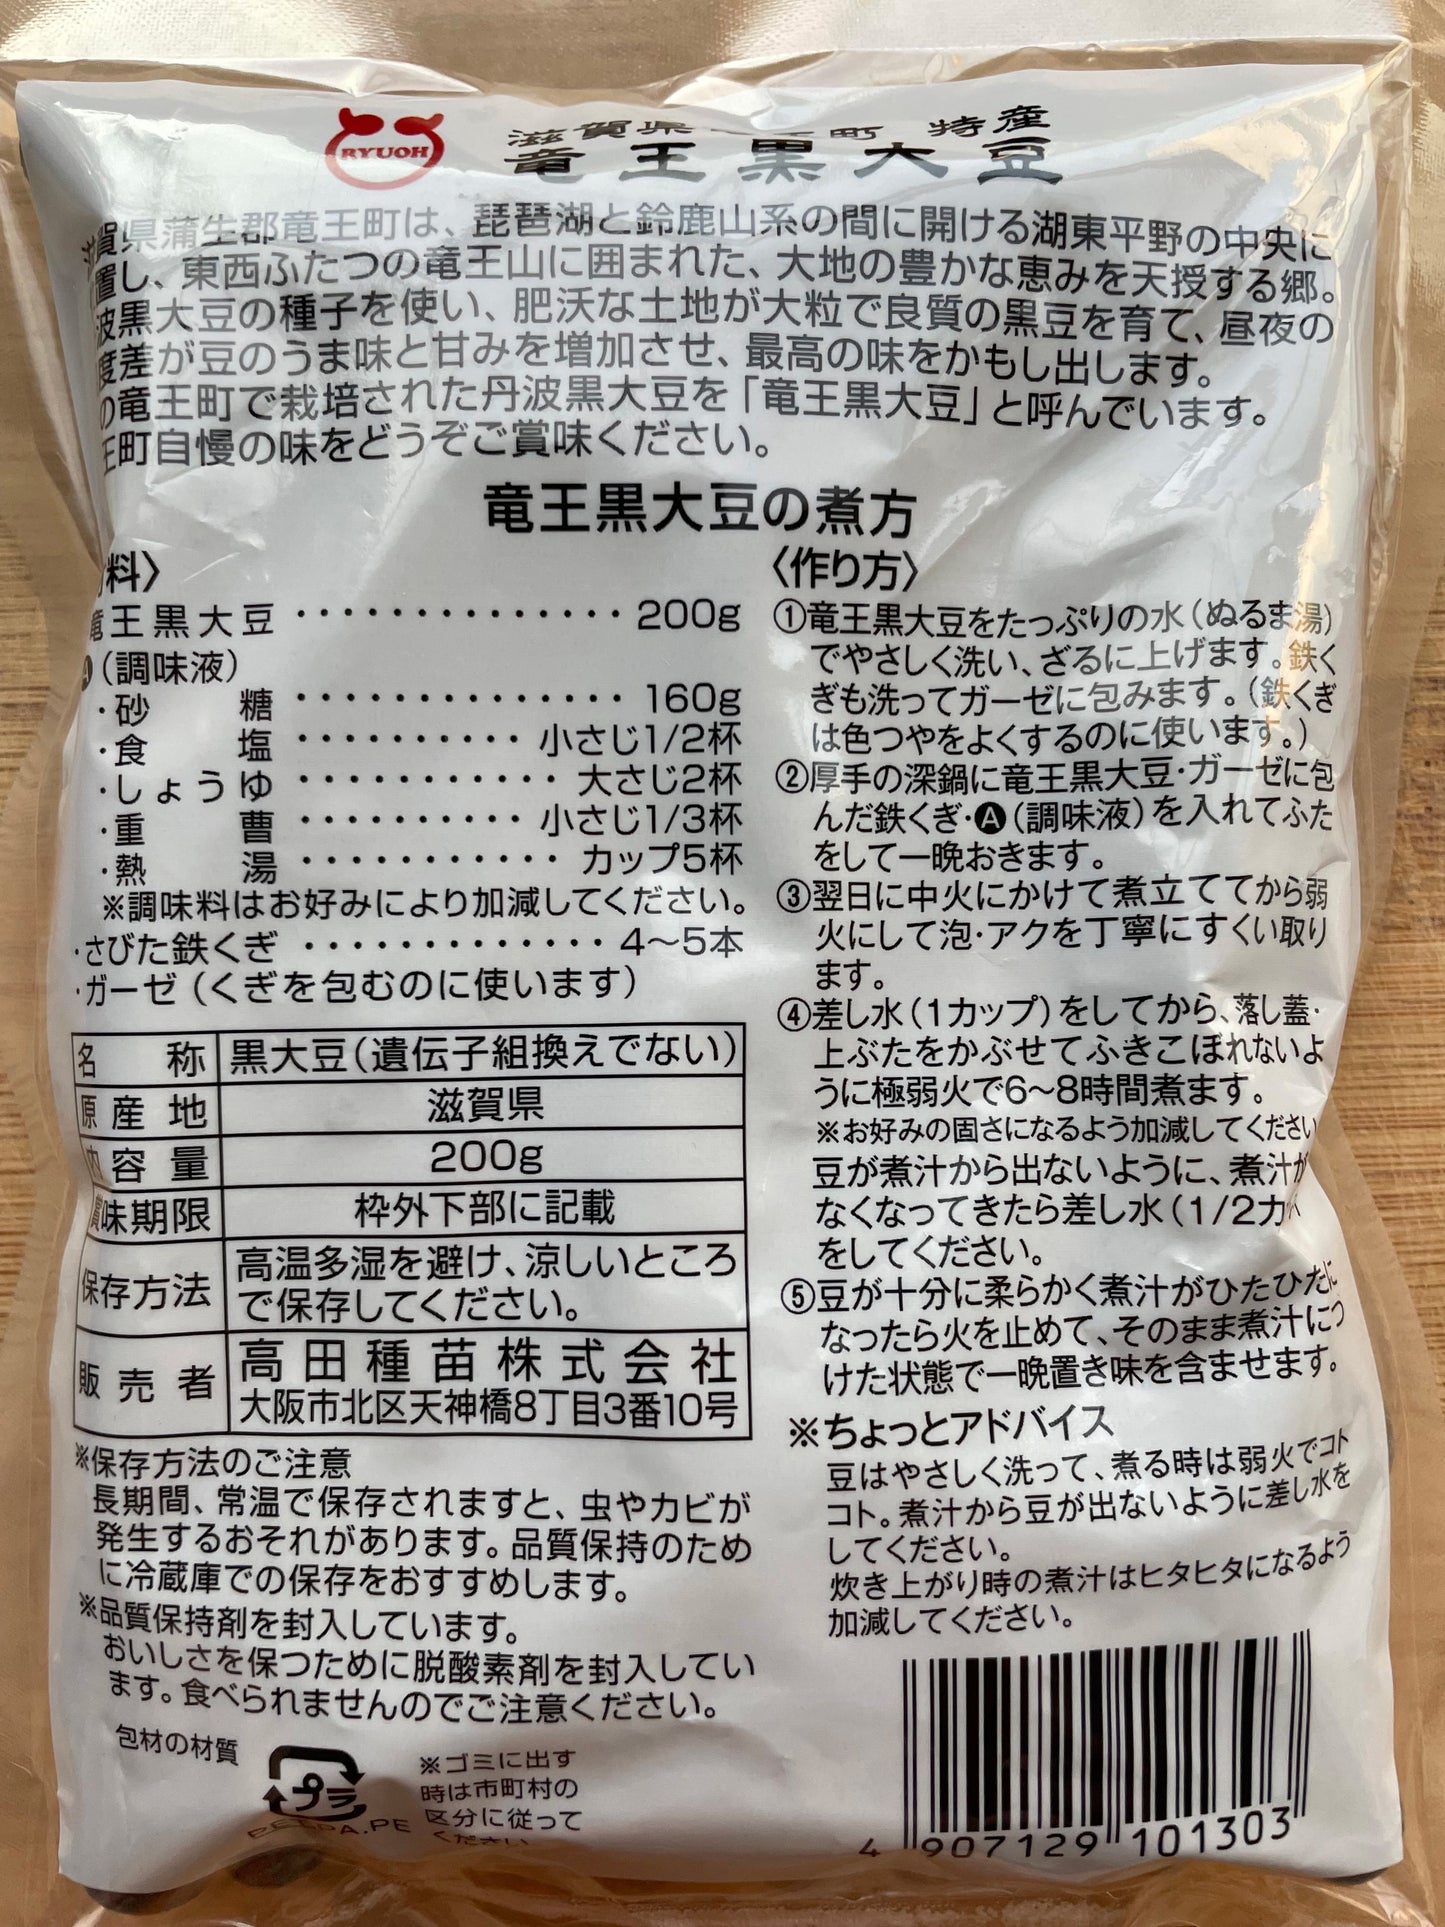 RYUOH
滋賀県 町 特産
竜王黒大豆
賀県蒲生郡竜王町は、琵琶湖と鈴鹿山系の間に開ける湖東平野の中央に
置し、東西ふたつの竜王山に囲まれた、大地の豊かな恵みを天授する郷。
波黒大豆の種子を使い、肥沃な土地が大粒で良質の黒豆を育て、昼夜の
度差が豆のうま味と甘みを増加させ、最高の味をかもし出します。
の竜王町で栽培された丹波黒大豆を「竜王黒大豆」と呼んでいます。
王町自慢の味をどうぞご賞味ください。
竜王黒大豆の煮方
料〉
竜王黒大豆 ‥‥‥‥‥‥‥ 200g
A(調味液)
・砂糖 ‥‥‥‥‥‥‥ 160g
・食塩 ‥‥‥‥‥ 小さじ1/2杯
・しょうゆ ‥‥‥‥‥‥ 大さじ2杯
・重曹 ‥‥‥‥‥ 小さじ1/3杯
・熱湯 ‥‥‥‥‥‥ カップ5杯
※調味料はお好みにより加減してください。
・さびた鉄くぎ ‥‥‥‥‥‥‥ 4〜5本
・ガーゼ(くぎを包むのに使います)
名称 黒大豆(遺伝子組換えでない)
原産地 滋賀県
内容量 200g
賞味期限 枠外下部に記載
保存方法 高温多湿を避け、涼しいところ
で保存してください。
販売者 高田種苗株式会社
大阪市北区天神橋8丁目3番10号
※保存方法のご注意
長期間、常温で保存されますと、虫やカビが
発生するおそれがあります。品質保持のため
に冷蔵庫での保存をおすすめします。
※品質保持剤を封入しています。
おいしさを保つために脱酸素剤を封入してい
ます。食べられませんのでご注意ください。
包材の材質
プラ
PE
※ゴミに出す
時は市町村の
区分に従って
ください
〈作り方〉
①竜王黒大豆をたっぷりの水(ぬるま湯)
でやさしく洗い、ざるに上げます。鉄く
ぎも洗ってガーゼに包みます。(鉄くぎ
は色つやをよくするのに使います。)
②厚手の深鍋に竜王黒大豆・ガーゼに包
んだ鉄くぎ・A(調味液)を入れてふた
をして一晩おきます。
③翌日に中火にかけて煮立ててから弱
火にして泡・アクを丁寧にすくい取り
ます。
④差し水(1カップ)をしてから、落し蓋・
上ぶたをかぶせてふきこぼれないよ
うに極弱火で6〜8時間煮ます。
※お好みの固さになるよう加減してください
豆が煮汁から出ないように、煮汁が
なくなってきたら差し水(1/2カ
をしてください。
⑤豆が十分に柔らかく煮汁がひたひたに
なったら火を止めて、そのまま煮汁につ
けた状態で一晩置き味を含ませます。
※ちょっとアドバイス
豆はやさしく洗って、煮る時は弱火でコト
コト。煮汁から豆が出ないように差し水を
してください。
炊き上がり時の煮汁はヒタヒタになるよう
加減してください。
4 907129 101303